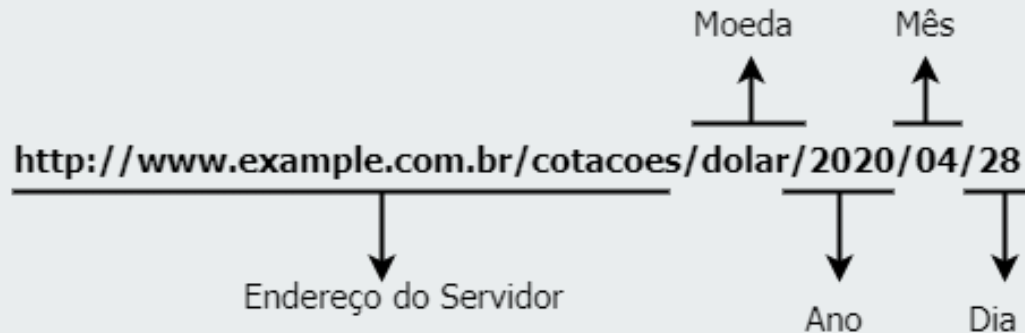 Moeda Mês
http://www.example.com.br/cotacoes/dolar/2020/04/28
Endereço do Servidor
Ano Dia